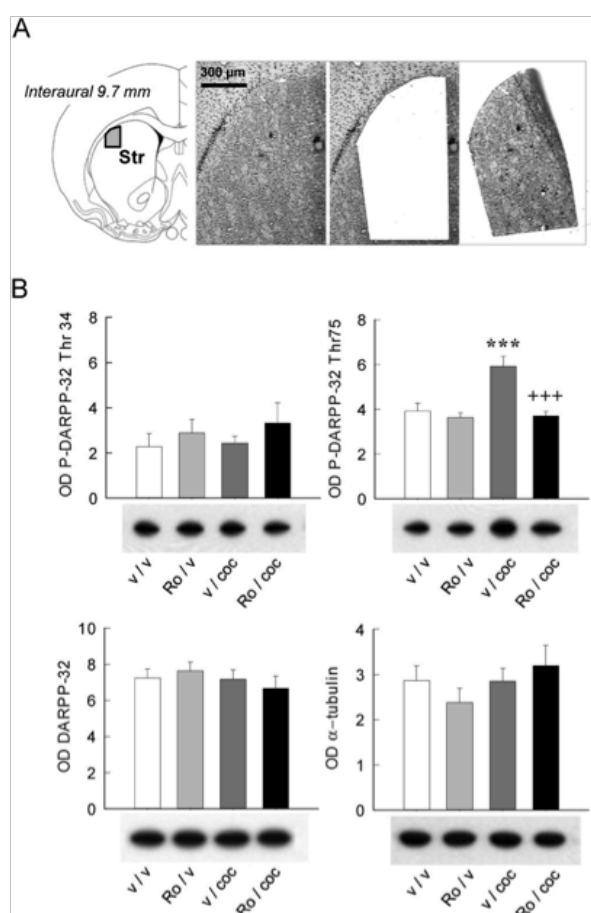 A
Interaural 9.7 mm
Str
300 µm
B
OD P-DARPP-32 Thr 34
8
6
4
2
0
v / v
Ro / v
v / coc
Ro / coc
OD P-DARPP-32 Thr75
8
6
4
2
0
***
+++
v / v
Ro / v
v / coc
Ro / coc
OD DARPP-32
10
8
6
4
2
0
v / v
Ro / v
v / coc
Ro / coc
OD α-tubulin
4
3
2
1
0
v / v
Ro / v
v / coc
Ro / coc